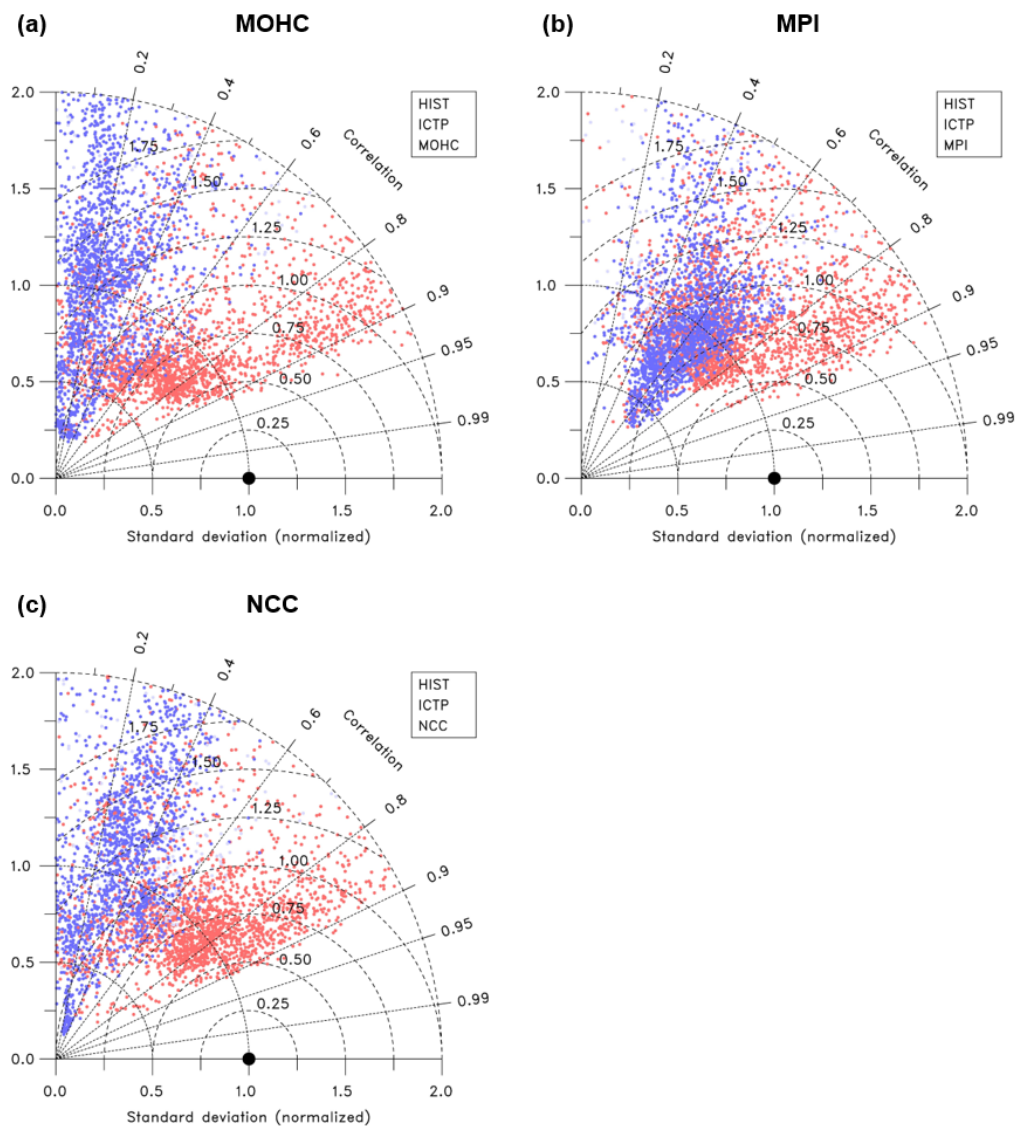 (a) MOHC
0.2
0.4
0.6
Correlation
0.8
0.9
0.95
0.99
2.0
1.5
1.0
0.5
0.0
1.75
1.50
1.25
1.00
0.75
0.50
0.25
HIST
ICTP
MOHC
0.0 0.5 1.0 1.5 2.0
Standard deviation (normalized)
(b) MPI
0.2
0.4
0.6
Correlation
0.8
0.9
0.95
0.99
2.0
1.5
1.0
0.5
0.0
1.75
1.50
1.25
1.00
0.75
0.50
0.25
HIST
ICTP
MPI
0.0 0.5 1.0 1.5 2.0
Standard deviation (normalized)
(c) NCC
0.2
0.4
0.6
Correlation
0.8
0.9
0.95
0.99
2.0
1.5
1.0
0.5
0.0
1.75
1.50
1.25
1.00
0.75
0.50
0.25
HIST
ICTP
NCC
0.0 0.5 1.0 1.5 2.0
Standard deviation (normalized)